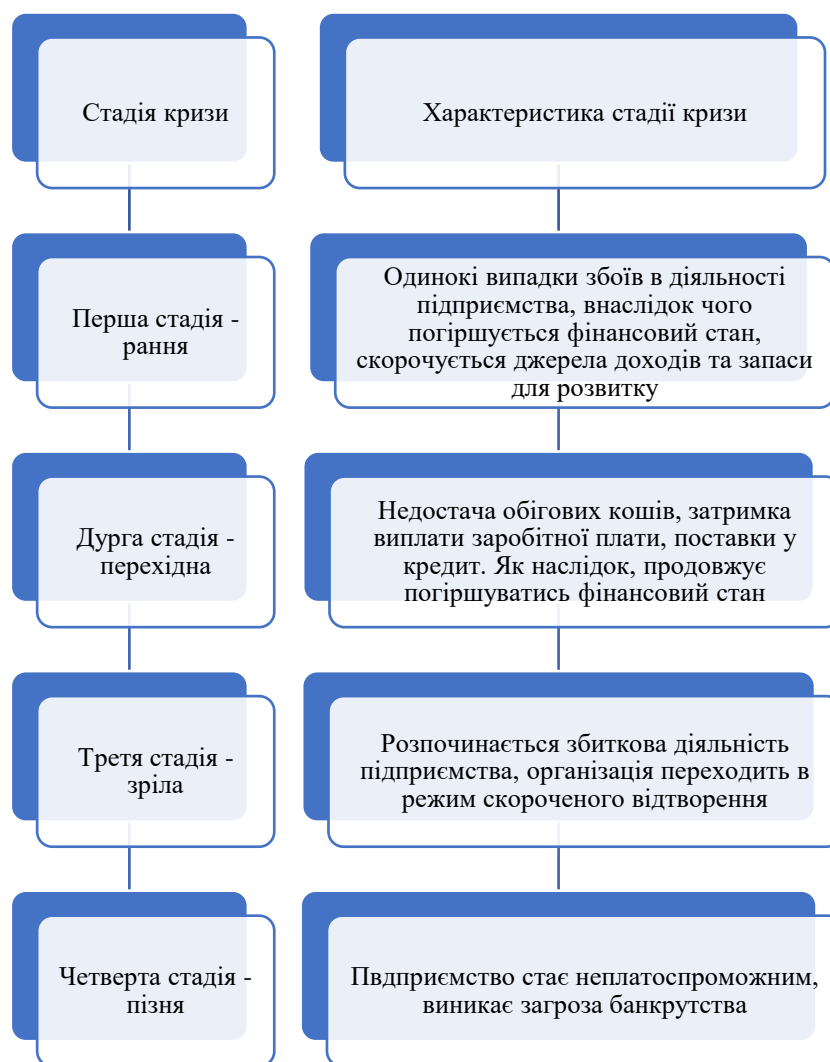 Стадія кризи
Характеристика стадії кризи
Перша стадія -
рання
Одинокі випадки збоїв в діяльності
підприємства, внаслідок чого
погіршується фінансовий стан,
скорочується джерела доходів та запаси
для розвитку
Дурга стадія -
перехідна
Недостача обігових кошів, затримка
виплати заробітної плати, поставки у
кредит. Як наслідок, продовжує
погіршуватись фінансовий стан
Третя стадія -
зріла
Розпочинається збиткова діяльність
підприємства, організація переходить в
режим скороченого відтворення
Четверта стадія -
пізня
Пвдприємство стає неплатоспроможним,
виникає загроза банкрутства